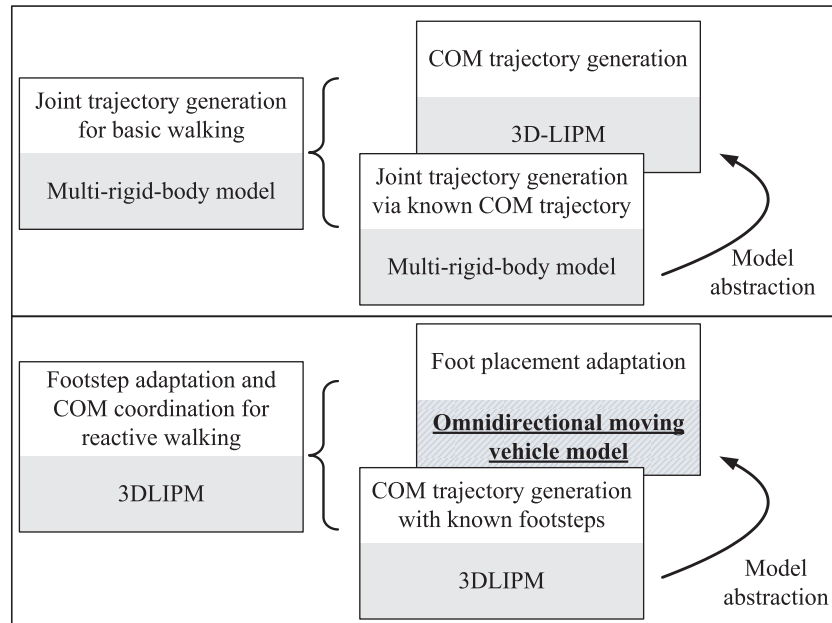 Joint trajectory generation
for basic walking
Multi-rigid-body model
COM trajectory generation
3D-LIPM
Joint trajectory generation
via known COM trajectory
Multi-rigid-body model
Model
abstraction
Footstep adaptation and
COM coordination for
reactive walking
3DLIPM
Foot placement adaptation
Omnidirectional moving
vehicle model
COM trajectory generation
with known footsteps
3DLIPM
Model
abstraction